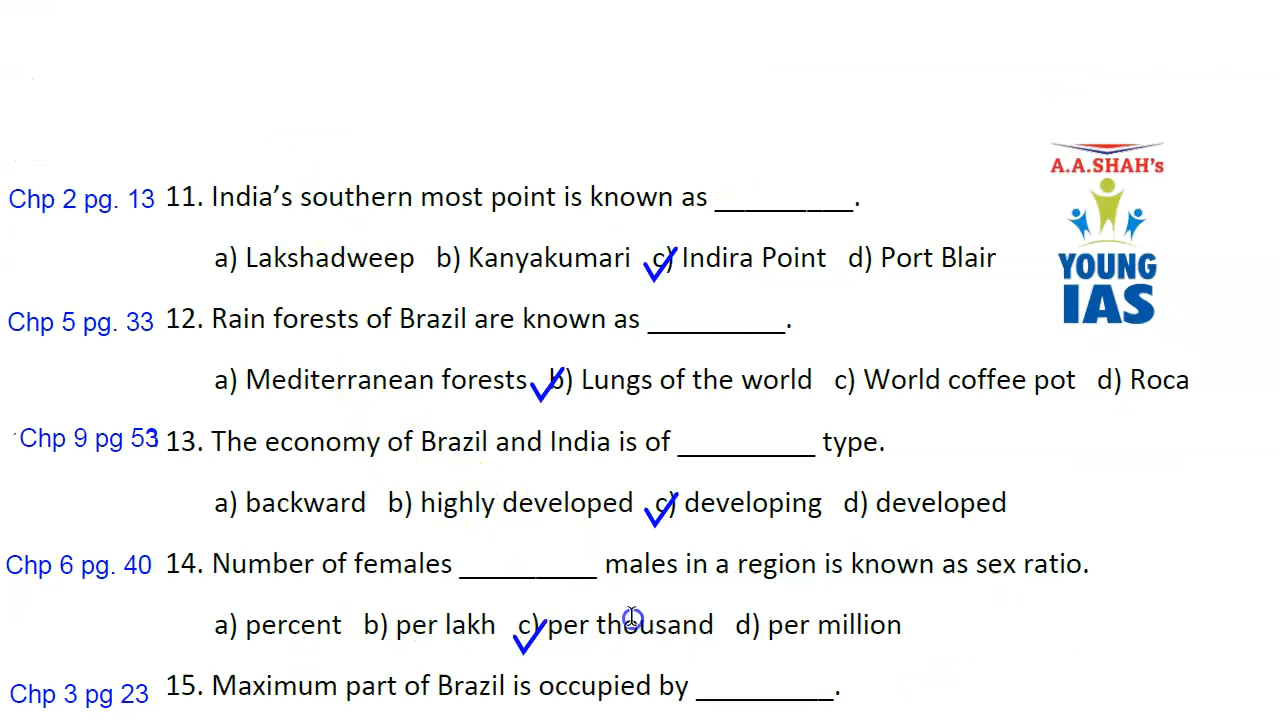 A.A.SHAH's
YOUNG
IAS
Chp 2 pg. 13 11. India's southern most point is known as _________.
a) Lakshadweep b) Kanyakumari c) Indira Point d) Port Blair
Chp 5 pg. 33 12. Rain forests of Brazil are known as _________.
a) Mediterranean forests b) Lungs of the world c) World coffee pot d) Roca
Chp 9 pg 53 13. The economy of Brazil and India is of _________ type.
a) backward b) highly developed c) developing d) developed
Chp 6 pg. 40 14. Number of females _________ males in a region is known as sex ratio.
a) percent b) per lakh c) per thousand d) per million
Chp 3 pg 23 15. Maximum part of Brazil is occupied by _________.